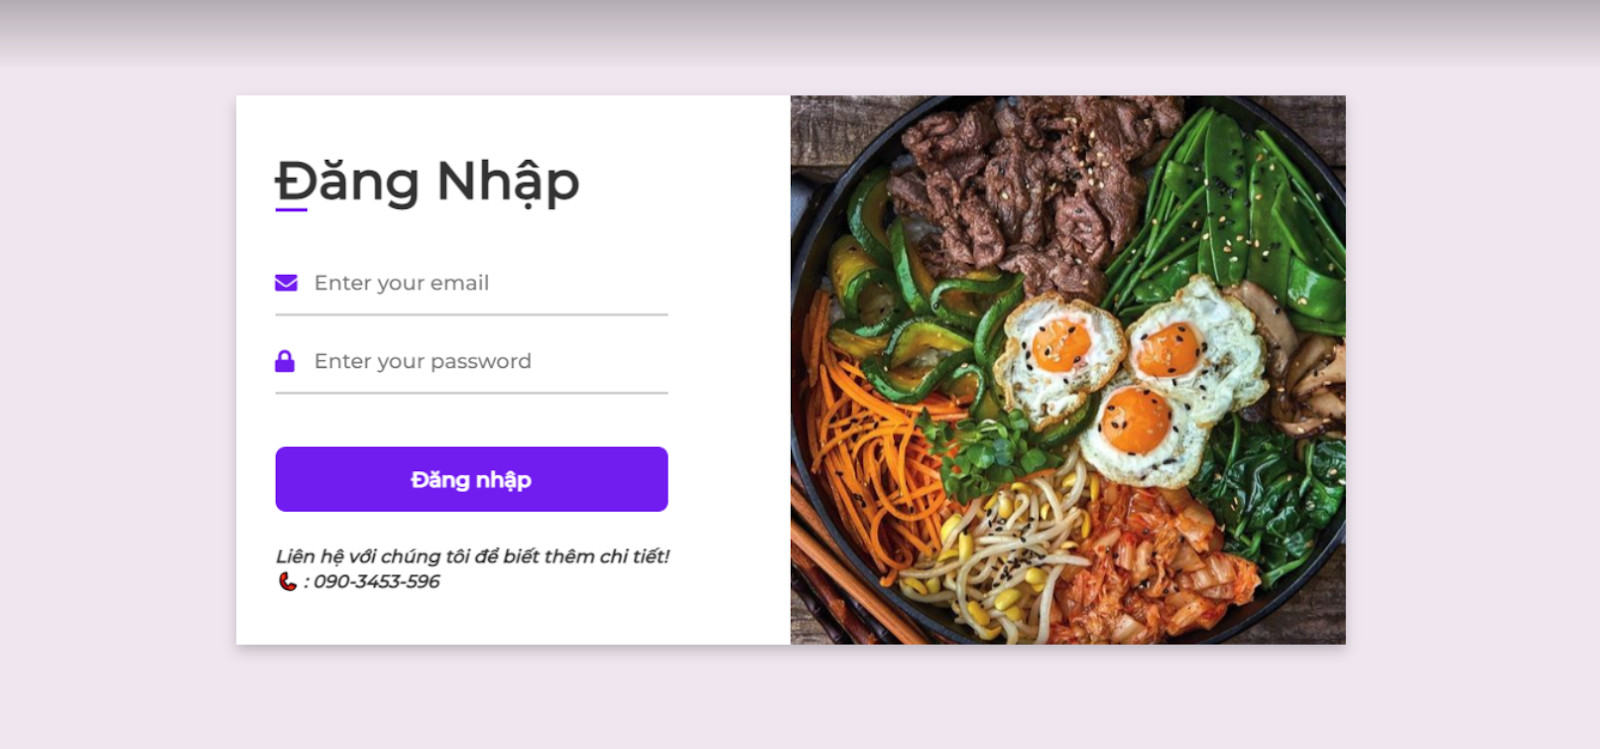 Đăng Nhập
Enter your email
Enter your password
Đăng nhập
Liên hệ với chúng tôi để biết thêm chi tiết!
: 090-3453-596